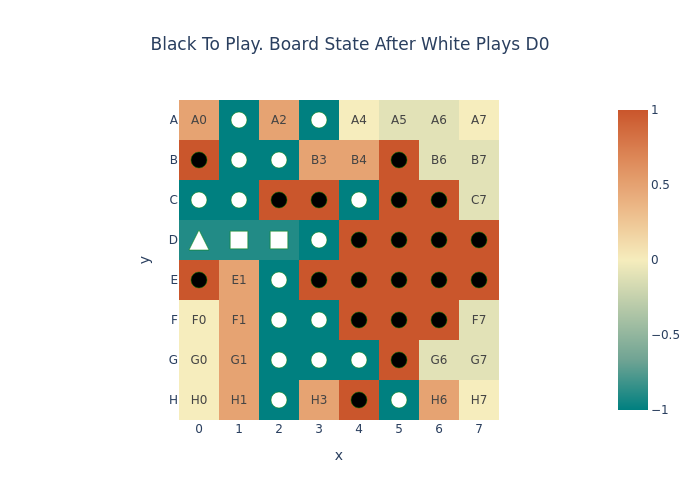 Black To Play. Board State After White Plays D0
A A0 A2 A4 A5 A6 A7 1
B B3 B4 B6 B7
C C7 0.5
D
y 0
E E1
F F0 F1 F7 −0.5
G G0 G1 G6 G7
H H0 H1 H3 H6 H7 −1
0 1 2 3 4 5 6 7
x